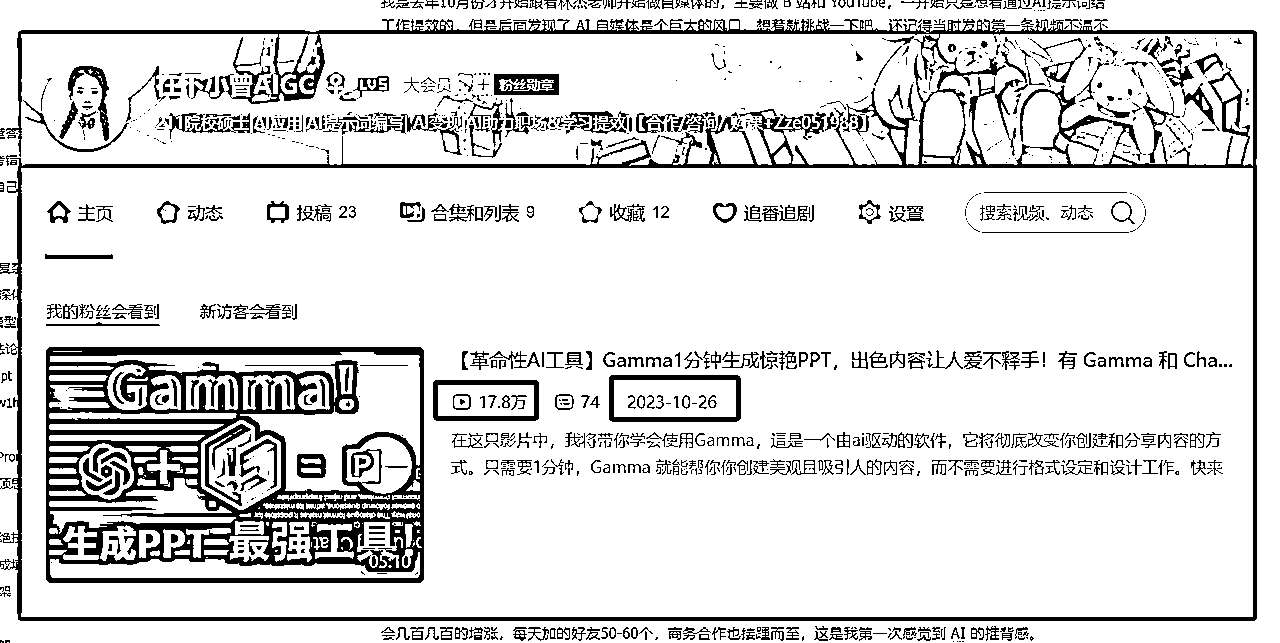 我是去年10月份才开始跟着林杰老师开始做自媒体的，主要做 B 站和 YouTube，一开始只是想着通过AI提示词给
工作提效的，但是后面发现了 AI 自媒体是个巨大的风口，想着就挑战一下吧，还记得当时发的第一条视频不温不
在下小曾AIGC LV5 大会员 粉丝勋章
211院校硕士|AI应用|AI提示词编写|AI变现|AI助力职场&学习提效|【合作/咨询/
主页 动态 投稿 23 合集和列表 9 收藏 12 追番追剧 设置 搜索视频、动态
我的粉丝会看到 新访客会看到
Gamma!
P
生成PPT 最强工具!
05:10
【革命性AI工具】Gamma1分钟生成惊艳PPT，出色内容让人爱不释手！有 Gamma 和 Cha...
17.8万 74 2023-10-26
在这只影片中，我将带你学会使用Gamma，這是一个由ai驱动的软件，它将彻底改变你创建和分享内容的方
式。只需要1分钟，Gamma 就能帮你你创建美观且吸引人的内容，而不需要进行格式设定和设计工作。快来
会几百几百的增涨，每天加的好友50-60个，商务合作也接踵而至，这是我第一次感觉到 AI 的推背感。